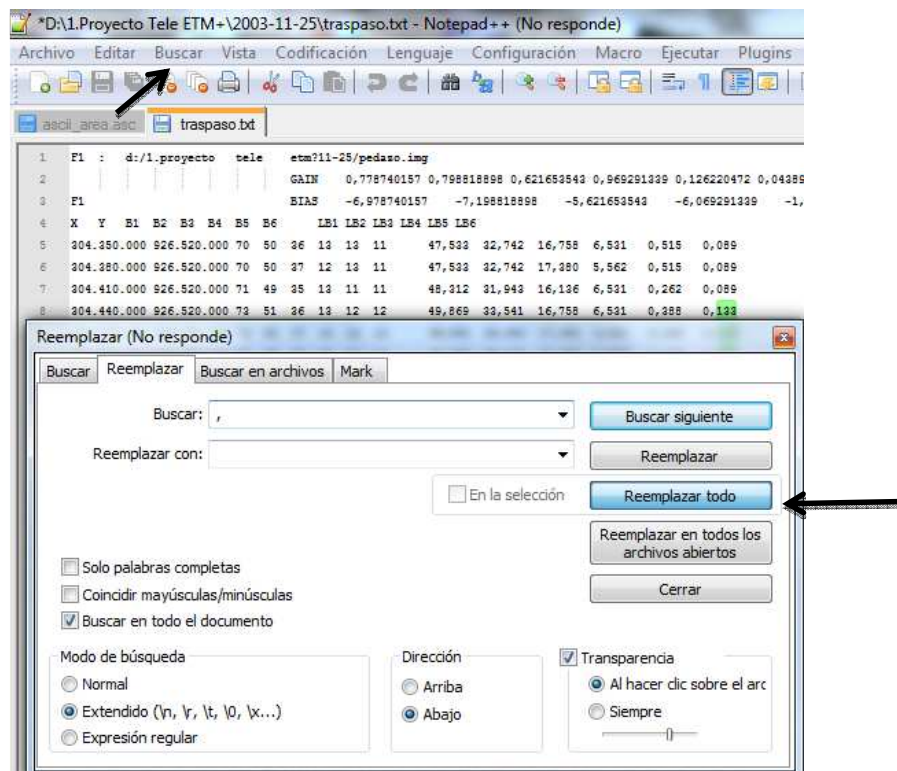 *D:\1.Proyecto Tele ETM+\2003-11-25\traspaso.txt - Notepad++ (No responde)
Archivo Editar Buscar Vista Codificación Lenguaje Configuración Macro Ejecutar Plugins
ascii_area.asc traspaso.txt
1 F1 : d:/1.proyecto tele etm?11-25/pedaso.img
2 GAIN 0,778740157 0,798818898 0,621653543 0,969291339 0,126220472 0,04389
3 F1 BIAS -6,978740157 -7,198818898 -5,621653543 -6,069291339 -1,
4 X Y B1 B2 B3 B4 B5 B6 LB1 LB2 LB3 LB4 LB5 LB6
5 304.350.000 926.520.000 70 50 36 13 13 11 47,533 32,742 16,758 6,531 0,515 0,089
6 304.380.000 926.520.000 70 50 37 12 13 11 47,533 32,742 17,380 5,562 0,515 0,089
7 304.410.000 926.520.000 71 49 35 13 11 11 48,312 31,943 16,136 6,531 0,262 0,089
8 304.440.000 926.520.000 73 51 36 13 12 12 49,869 33,541 16,758 6,531 0,388 0,133
Reemplazar (No responde)
Buscar Reemplazar Buscar en archivos Mark
Buscar: , Buscar siguiente
Reemplazar con: Reemplazar
En la selección Reemplazar todo
Reemplazar en todos los
archivos abiertos
Solo palabras completas
Coincidir mayúsculas/minúsculas Cerrar
Buscar en todo el documento
Modo de búsqueda Dirección Transparencia
Normal Arriba Al hacer clic sobre el arc
Extendido (\n, \r, \t, \0, \x...) Abajo Siempre
Expresión regular